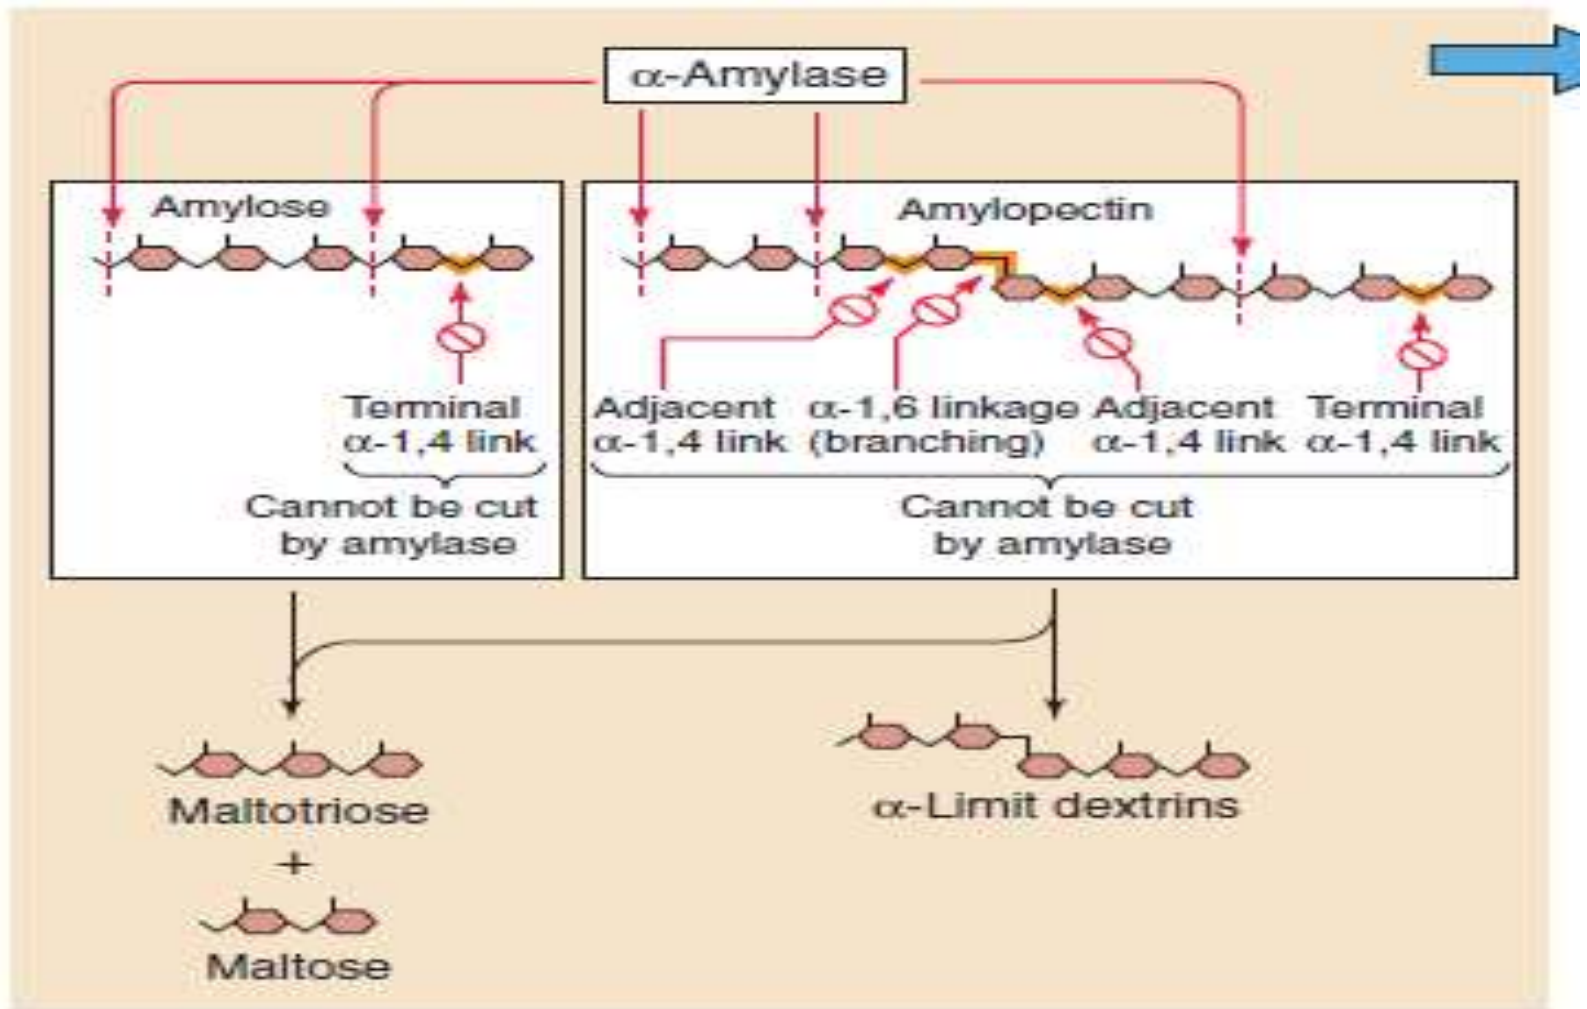 α-Amylase
Amylose
Terminal
α-1,4 link
Cannot be cut
by amylase
Amylopectin
Adjacent
α-1,4 link
α-1,6 linkage
(branching)
Adjacent
α-1,4 link
Terminal
α-1,4 link
Cannot be cut
by amylase
Maltotriose
+
Maltose
α-Limit dextrins